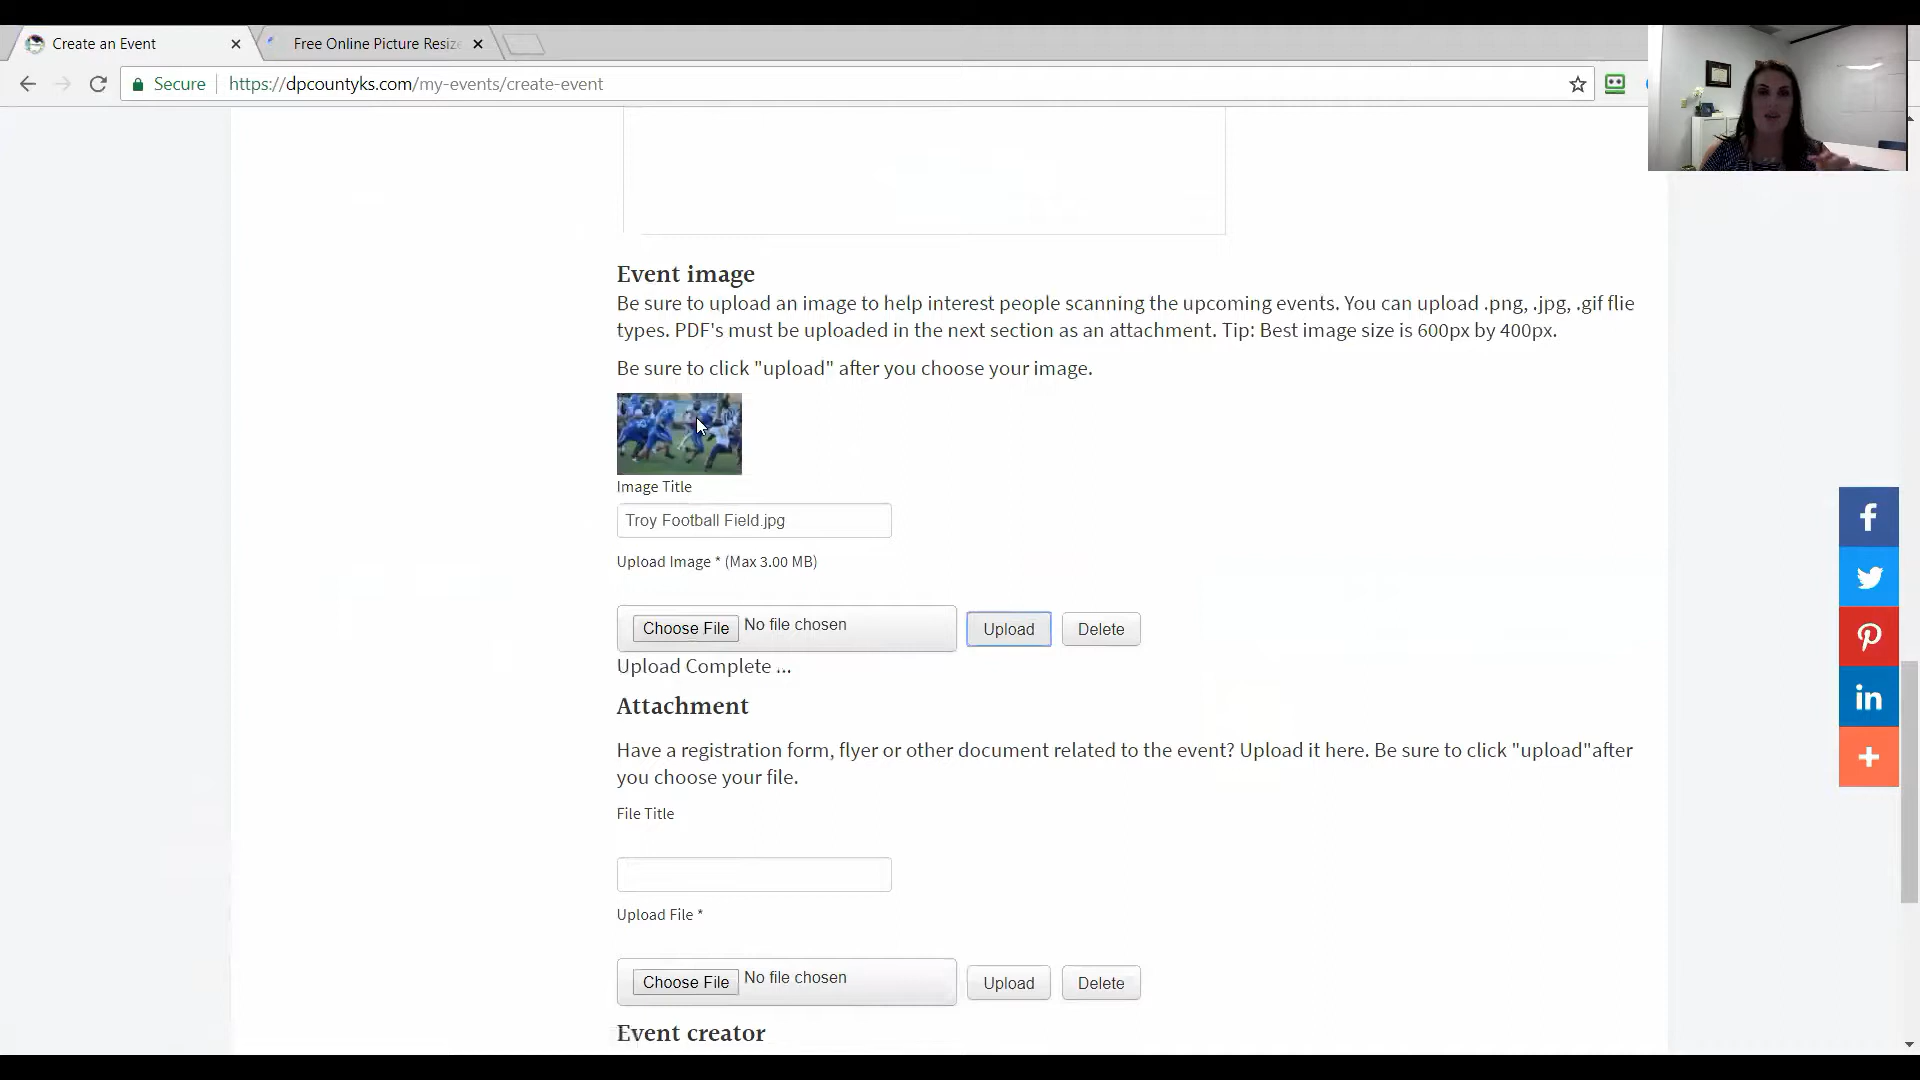 Create an Event
Free Online Picture Resize
Secure
https://dpcountyks.com/my-events/create-event
Event image
Be sure to upload an image to help interest people scanning the upcoming events. You can upload .png, .jpg, .gif flie
types. PDF's must be uploaded in the next section as an attachment. Tip: Best image size is 600px by 400px.
Be sure to click "upload" after you choose your image.
Image Title
Troy Football Field.jpg
Upload Image * (Max 3.00 MB)
Choose File No file chosen Upload Delete
Upload Complete ...
Attachment
Have a registration form, flyer or other document related to the event? Upload it here. Be sure to click "upload"after
you choose your file.
File Title
Upload File *
Choose File No file chosen Upload Delete
Event creator